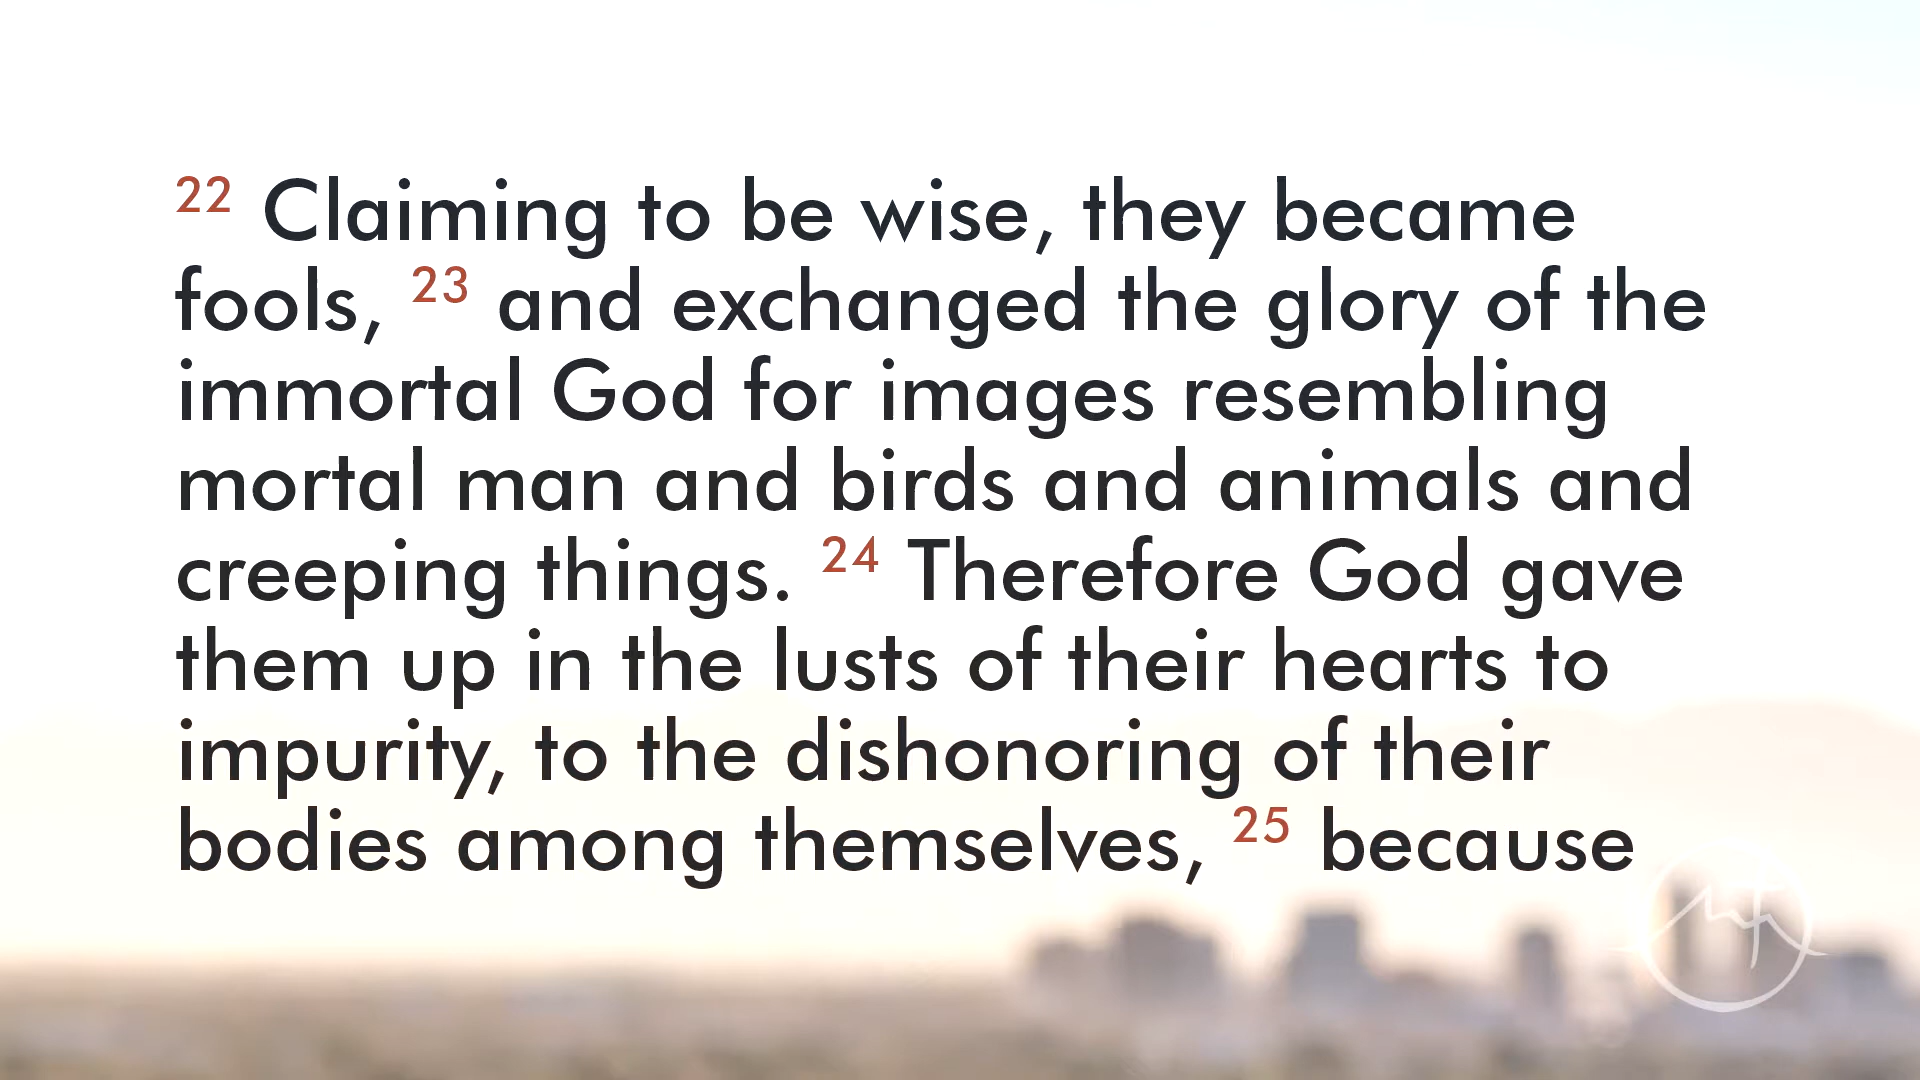 22 Claiming to be wise, they became
fools, 23 and exchanged the glory of the
immortal God for images resembling
mortal man and birds and animals and
creeping things. 24 Therefore God gave
them up in the lusts of their hearts to
impurity, to the dishonoring of their
bodies among themselves, 25 because